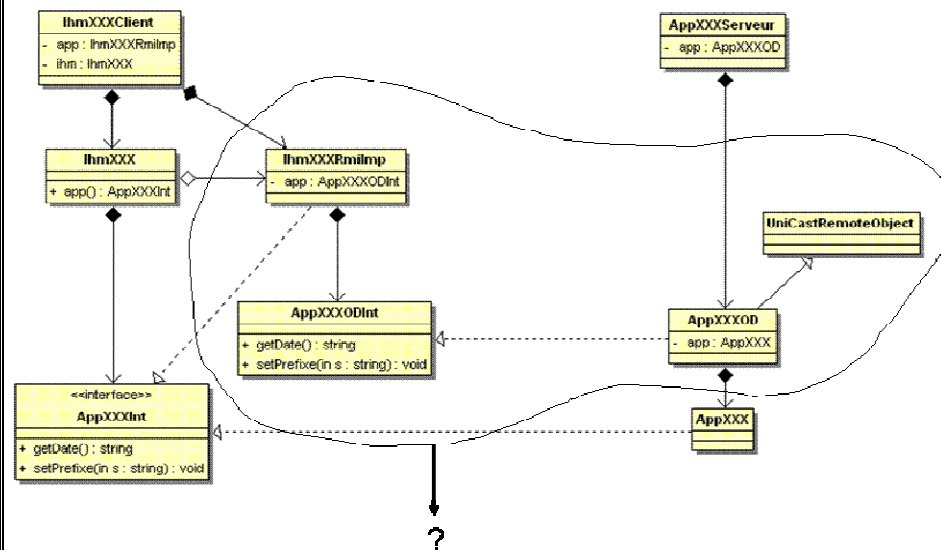 IhmXXXClient
- app : IhmXXXRmiImp
- ihm : IhmXXX
AppXXXServeur
- app : AppXXXOD
IhmXXX
+ app() : AppXXXInt
IhmXXXRmiImp
- app : AppXXXODInt
UniCastRemoteObject
AppXXXODInt
+ getDate() : string
+ setPrefixe(in s : string) : void
AppXXXOD
- app : AppXXX
<<interface>>
AppXXXInt
+ getDate() : string
+ setPrefixe(in s : string) : void
AppXXX
?